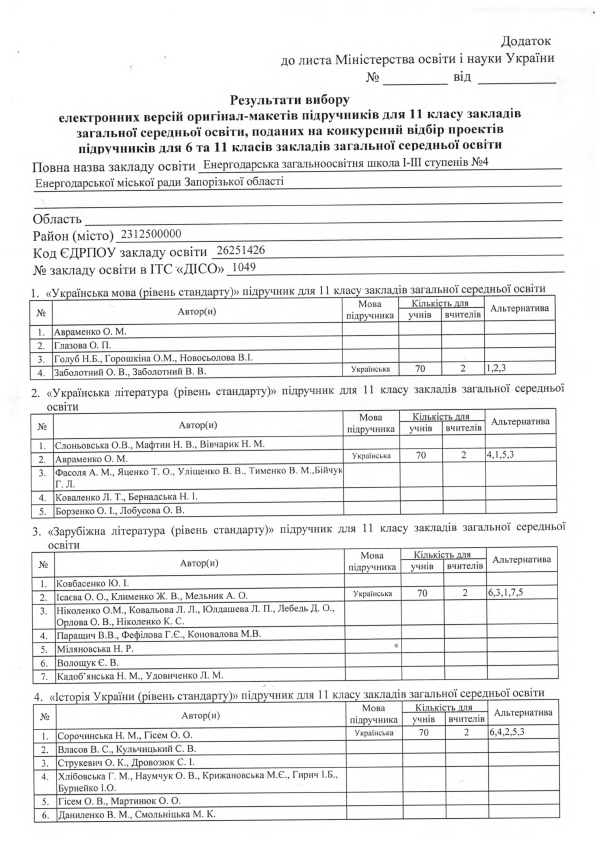 Додаток
до листа Міністерства освіти і науки України
№ __________ від ____________
Результати вибору
електронних версій оригінал-макетів підручників для 11 класу закладів
загальної середньої освіти, поданих на конкурсний відбір проектів
підручників для 6 та 11 класів закладів загальної середньої освіти
Повна назва закладу освіти Енергодарська загальноосвітня школа І-ІІІ ступенів №4
Енергодарської міської ради Запорізької області
Область
Район (місто) 2312500000
Код ЄДРПОУ закладу освіти 26251426
№ закладу освіти в ІТС «ДІСО» 1049
1. «Українська мова (рівень стандарту)» підручник для 11 класу закладів загальної середньої освіти
№ Автор(и) Мова підручника Кількість для учнів вчителів Альтернатива
1. Авраменко О. М.
2. Глазова О. П.
3. Голуб Н.Б., Горошкіна О.М., Новосьолова В.І.
4. Заболотний О. В., Заболотний В. В. Українська 70 2 1,2,3
2. «Українська література (рівень стандарту)» підручник для 11 класу закладів загальної середньої
освіти
№ Автор(и) Мова підручника Кількість для учнів вчителів Альтернатива
1. Слоньовська О.В., Мафтин Н. В., Вівчарик Н. М.
2. Авраменко О. М. Українська 70 2 4,1,5,3
3. Фасоля А. М., Яценко Т. О., Уліщенко В. В., Тименко В. М.,Бійчук
Г. Л.
4. Коваленко Л. Т., Бернадська Н. І.
5. Борзенко О. І., Лобусова О. В.
3. «Зарубіжна література (рівень стандарту)» підручник для 11 класу закладів загальної середньої
освіти
№ Автор(и) Мова підручника Кількість для учнів вчителів Альтернатива
1. Ковбасенко Ю. І.
2. Ісаєва О. О., Клименко Ж. В., Мельник А. О. Українська 70 2 6,3,1,7,5
3. Ніколенко О.М., Ковальова Л. Л., Юлдашева Л. П., Лебедь Д. О.,
Орлова О. В., Ніколенко К. С.
4. Паращич В.В., Фефілова Г.Є., Коновалова М.В.
5. Міляновська Н. Р.
6. Волощук Є. В.
7. Кадоб’янська Н. М., Удовиченко Л. М.
4. «Історія України (рівень стандарту)» підручник для 11 класу закладів загальної середньої освіти
№ Автор(и) Мова підручника Кількість для учнів вчителів Альтернатива
1. Сорочинська Н. М., Гісем О. О. Українська 70 2 6,4,2,5,3
2. Власов В. С., Кульчицький С. В.
3. Струкевич О. К., Дровозюк С. І.
4. Хлібовська Г. М., Наумчук О. В., Крижановська М.Є., Гирич І.Б.,
Бурнейко І.О.
5. Гісем О. В., Мартинюк О. О.
6. Даниленко В. М., Смольніцька М. К.